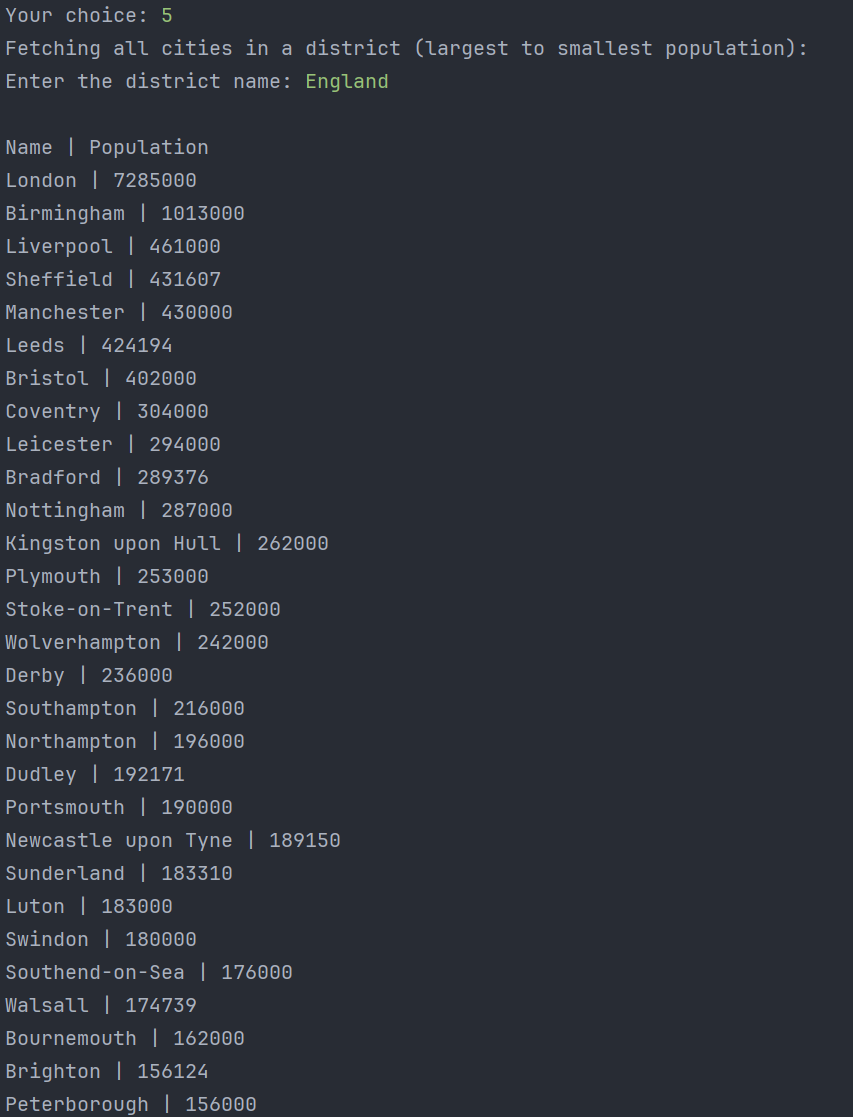 Your choice: 5
Fetching all cities in a district (largest to smallest population):
Enter the district name: England
Name | Population
London | 7285000
Birmingham | 1013000
Liverpool | 461000
Sheffield | 431607
Manchester | 430000
Leeds | 424194
Bristol | 402000
Coventry | 304000
Leicester | 294000
Bradford | 289376
Nottingham | 287000
Kingston upon Hull | 262000
Plymouth | 253000
Stoke-on-Trent | 252000
Wolverhampton | 242000
Derby | 236000
Southampton | 216000
Northampton | 196000
Dudley | 192171
Portsmouth | 190000
Newcastle upon Tyne | 189150
Sunderland | 183310
Luton | 183000
Swindon | 180000
Southend-on-Sea | 176000
Walsall | 174739
Bournemouth | 162000
Brighton | 156124
Peterborough | 156000